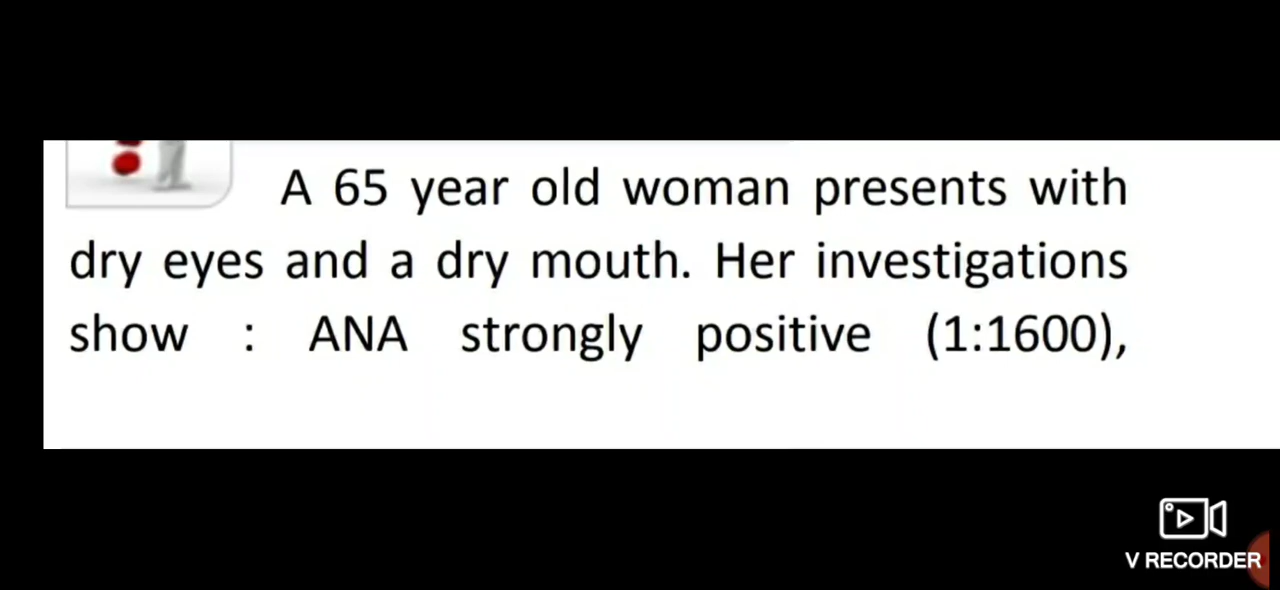 A 65 year old woman presents with
dry eyes and a dry mouth. Her investigations
show : ANA strongly positive (1:1600),
V RECORDER